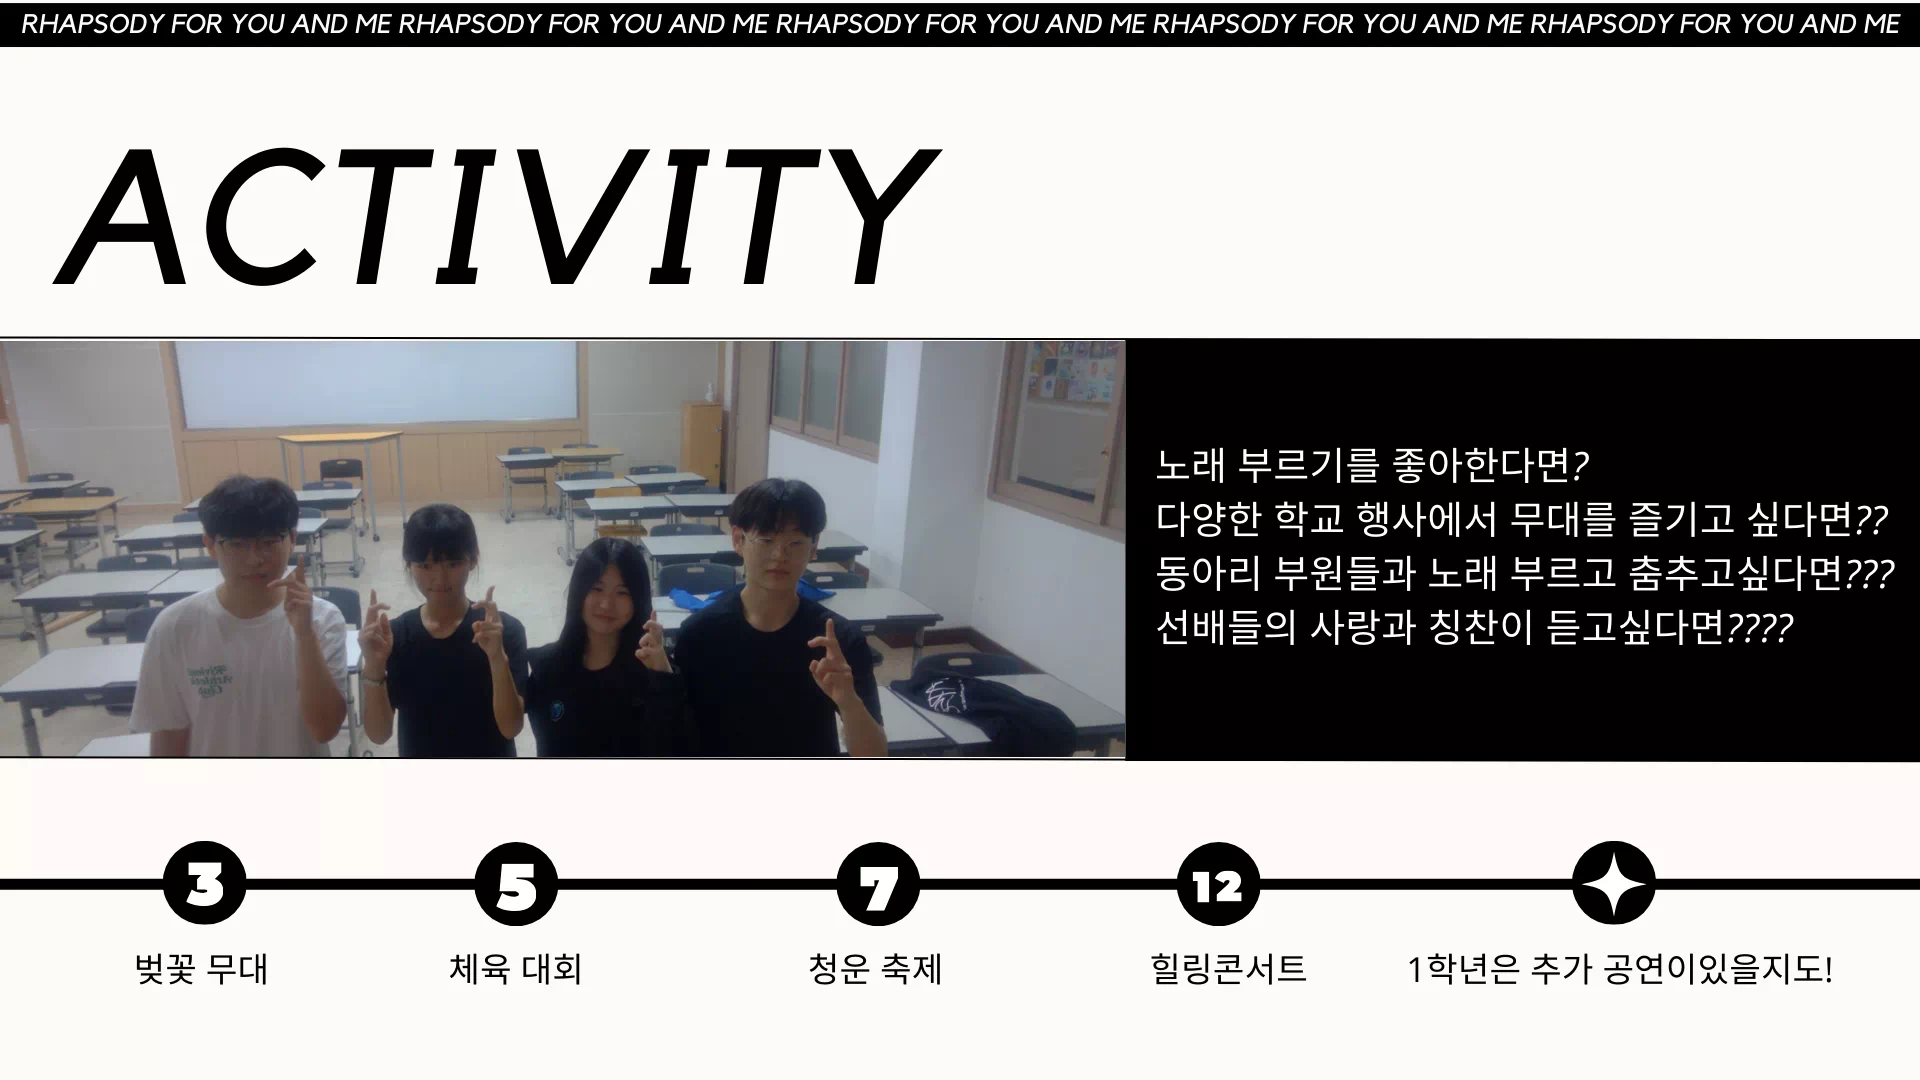 RHAPSODY FOR YOU AND ME RHAPSODY FOR YOU AND ME RHAPSODY FOR YOU AND ME RHAPSODY FOR YOU AND ME RHAPSODY FOR YOU AND ME
ACTIVITY
노래 부르기를 좋아한다면?
다양한 학교 행사에서 무대를 즐기고 싶다면??
동아리 부원들과 노래 부르고 춤추고싶다면???
선배들의 사랑과 칭찬이 듣고싶다면????
3
5
7
12
벚꽃 무대
체육 대회
청운 축제
힐링콘서트
1학년은 추가 공연이있을지도!